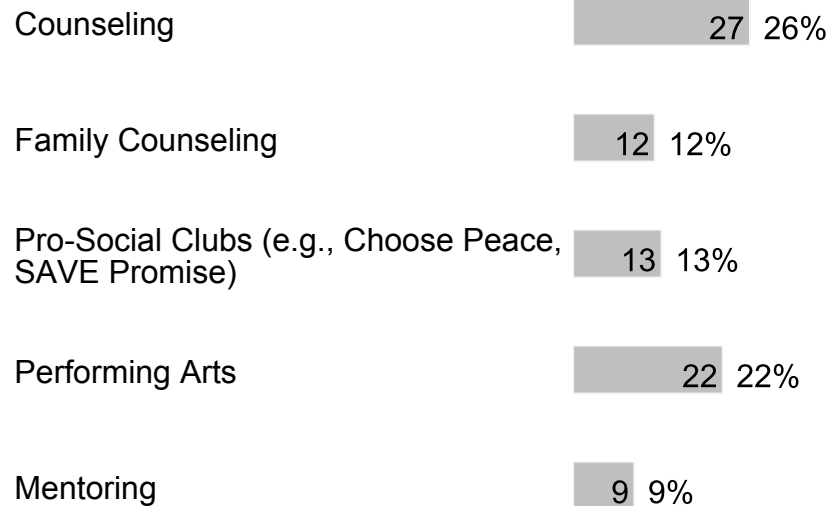 Counseling 27 26%
Family Counseling 12 12%
Pro-Social Clubs (e.g., Choose Peace,
SAVE Promise) 13 13%
Performing Arts 22 22%
Mentoring 9 9%